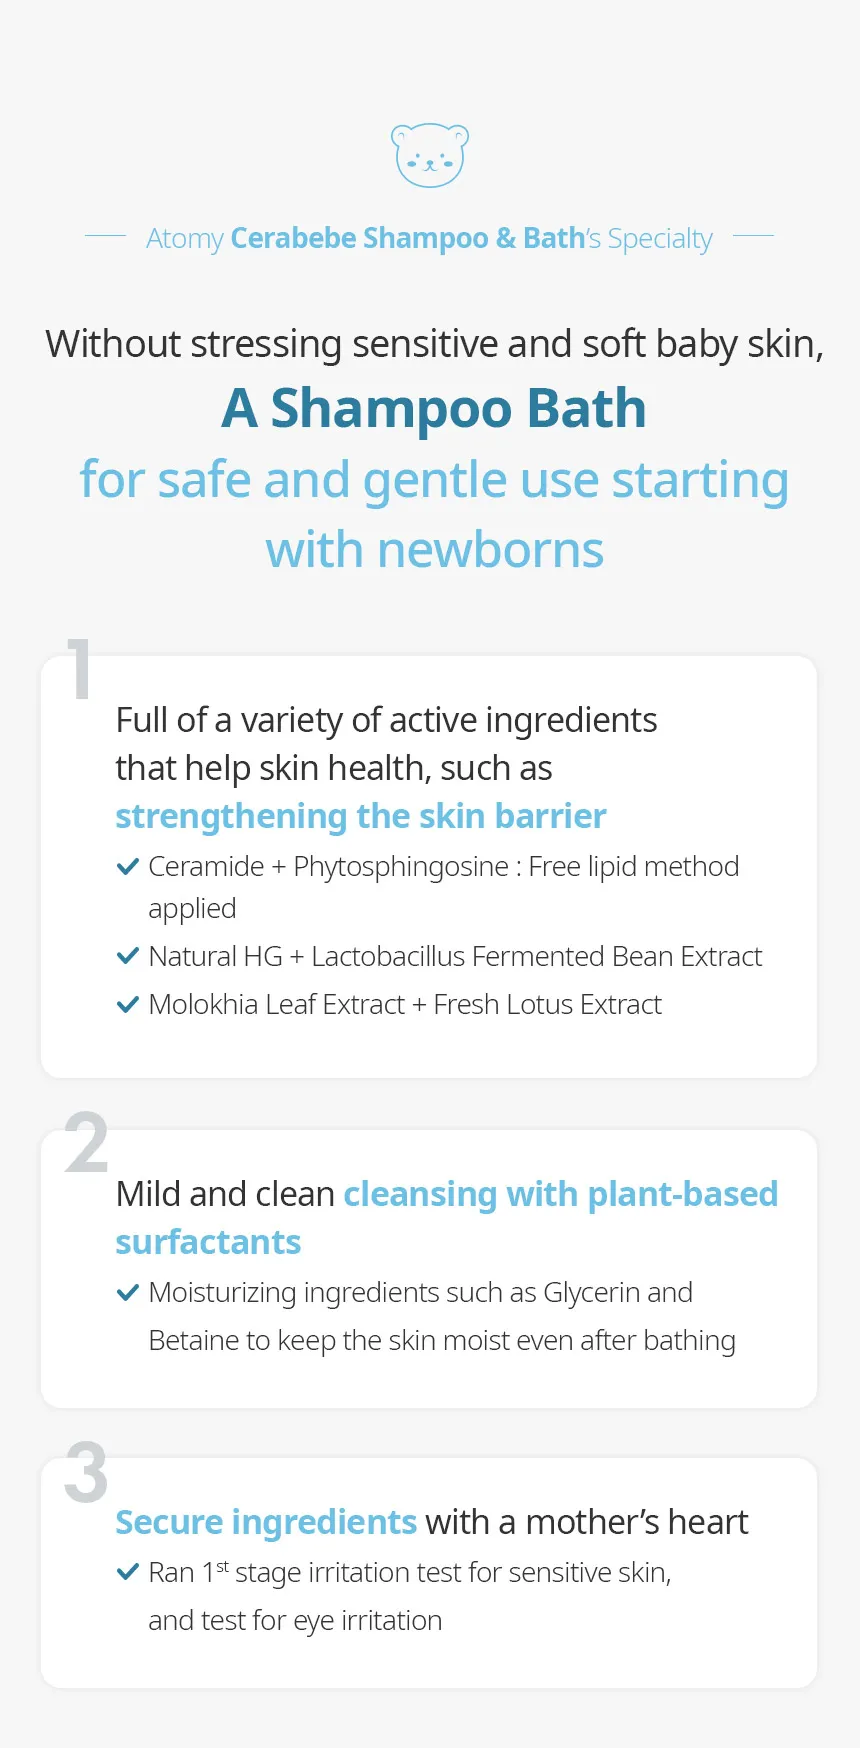 Atomy Cerabebe Shampoo & Bath's Specialty
Without stressing sensitive and soft baby skin,
A Shampoo Bath
for safe and gentle use starting
with newborns
1
Full of a variety of active ingredients
that help skin health, such as
strengthening the skin barrier
Ceramide + Phytosphingosine : Free lipid method
applied
Natural HG + Lactobacillus Fermented Bean Extract
Molokhia Leaf Extract + Fresh Lotus Extract
2
Mild and clean cleansing with plant-based
surfactants
Moisturizing ingredients such as Glycerin and
Betaine to keep the skin moist even after bathing
3
Secure ingredients with a mother's heart
Ran 1st stage irritation test for sensitive skin,
and test for eye irritation